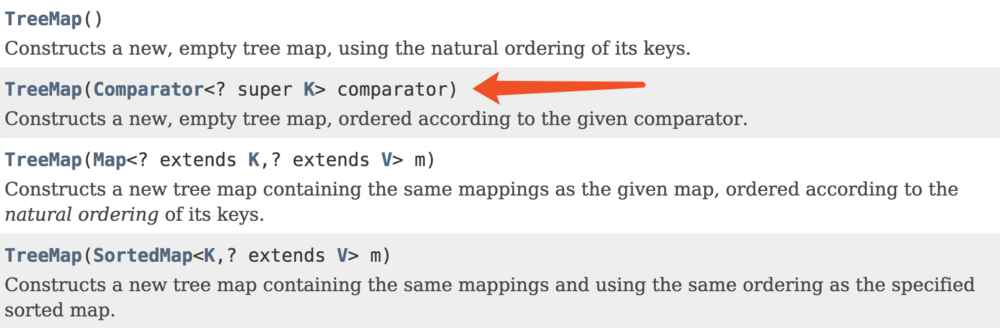 TreeMap()
Constructs a new, empty tree map, using the natural ordering of its keys.
TreeMap(Comparator<? super K> comparator)
Constructs a new, empty tree map, ordered according to the given comparator.
TreeMap(Map<? extends K,? extends V> m)
Constructs a new tree map containing the same mappings as the given map, ordered according to the
natural ordering of its keys.
TreeMap(SortedMap<K,? extends V> m)
Constructs a new tree map containing the same mappings and using the same ordering as the specified
sorted map.